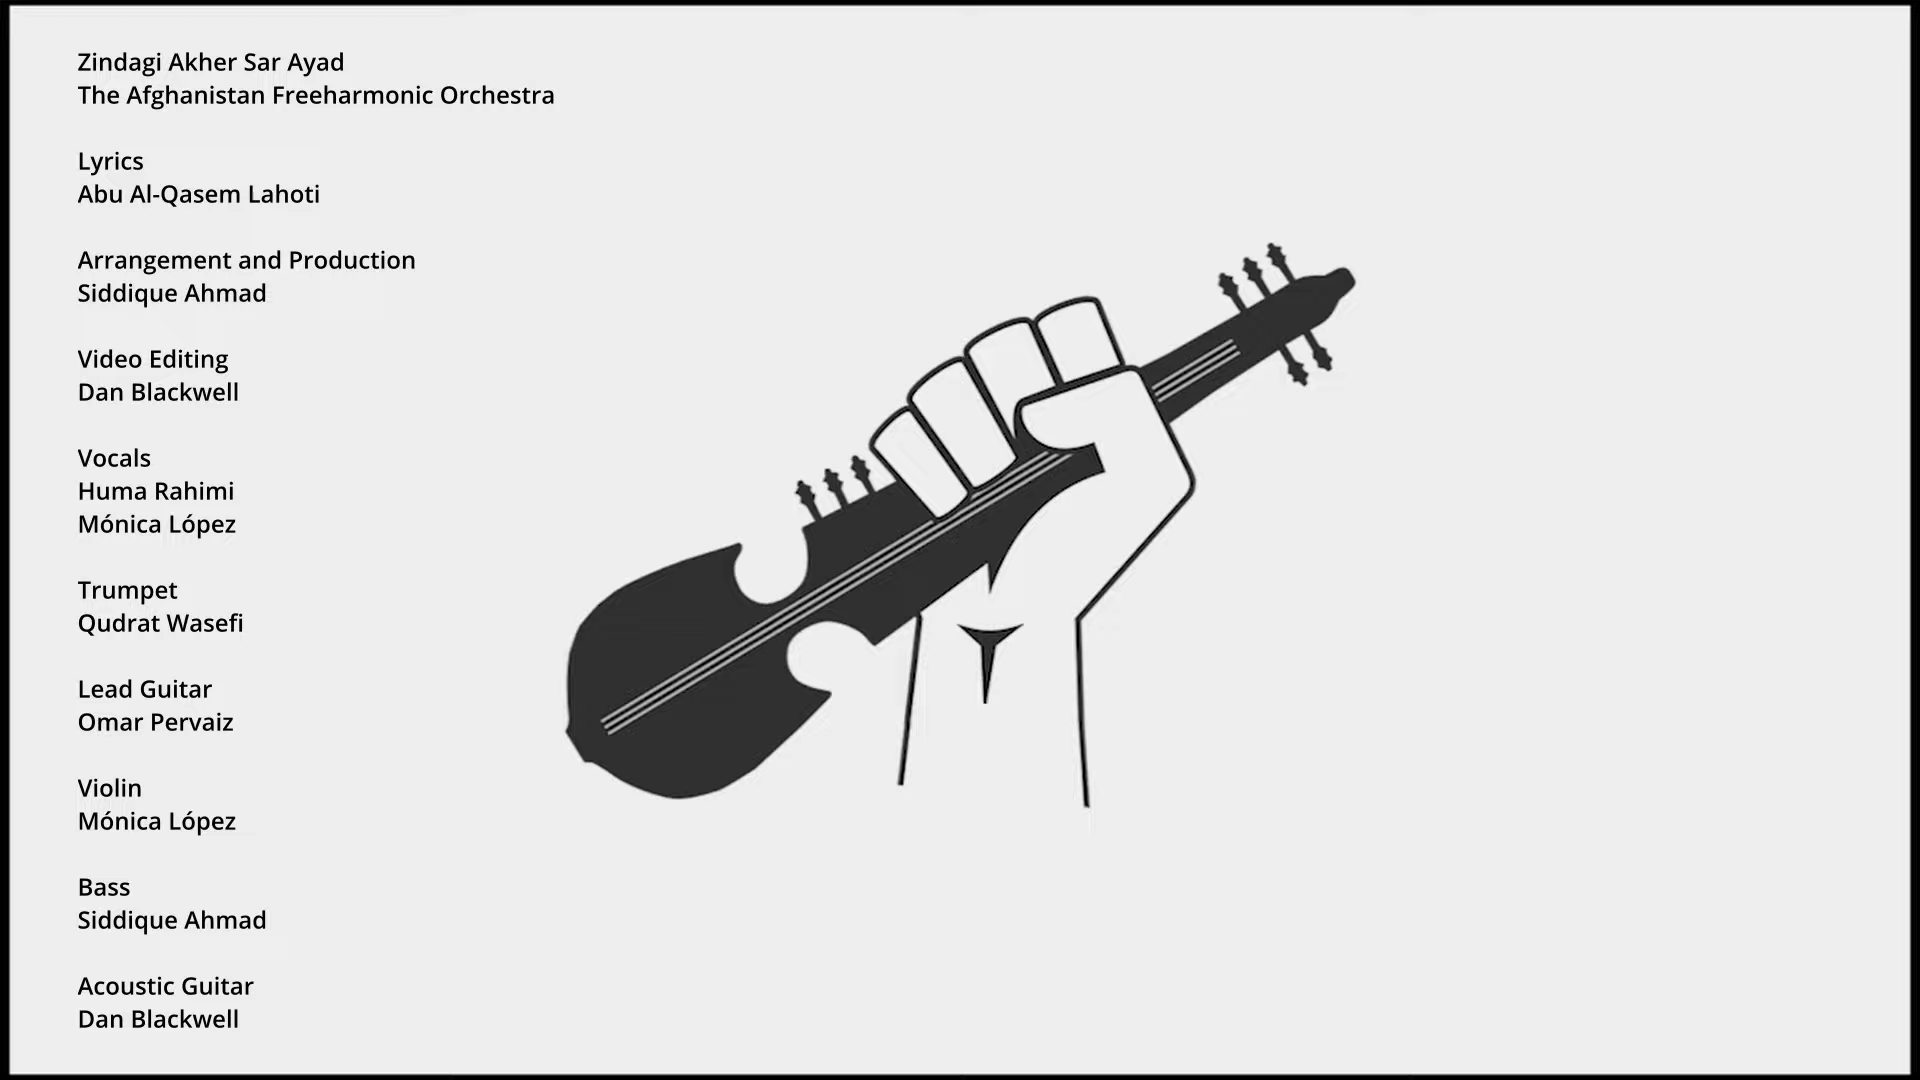 Zindagi Akher Sar Ayad
The Afghanistan Freeharmonic Orchestra
Lyrics
Abu Al-Qasem Lahoti
Arrangement and Production
Siddique Ahmad
Video Editing
Dan Blackwell
Vocals
Huma Rahimi
Mónica López
Trumpet
Qudrat Wasefi
Lead Guitar
Omar Pervaiz
Violin
Mónica López
Bass
Siddique Ahmad
Acoustic Guitar
Dan Blackwell